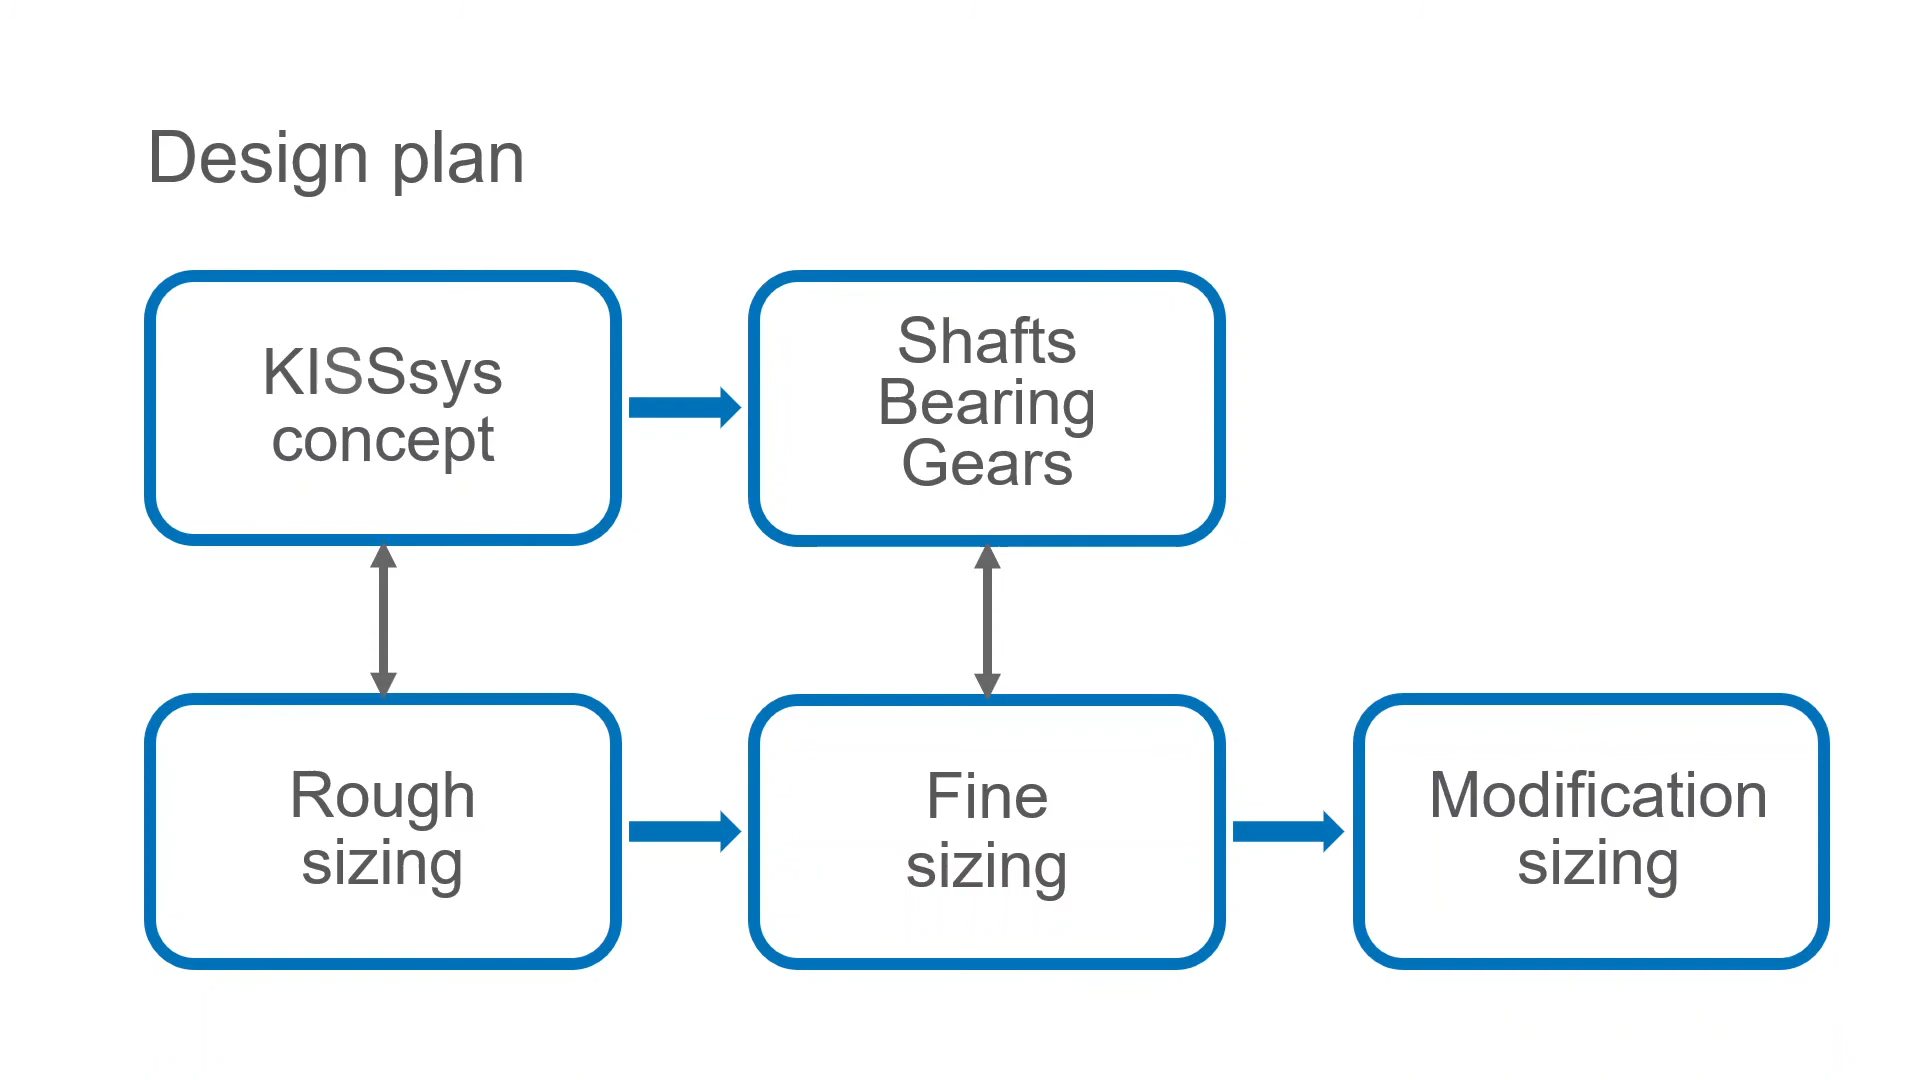 Design plan
KISSsys
concept
Shafts
Bearing
Gears
Rough
sizing
Fine
sizing
Modification
sizing